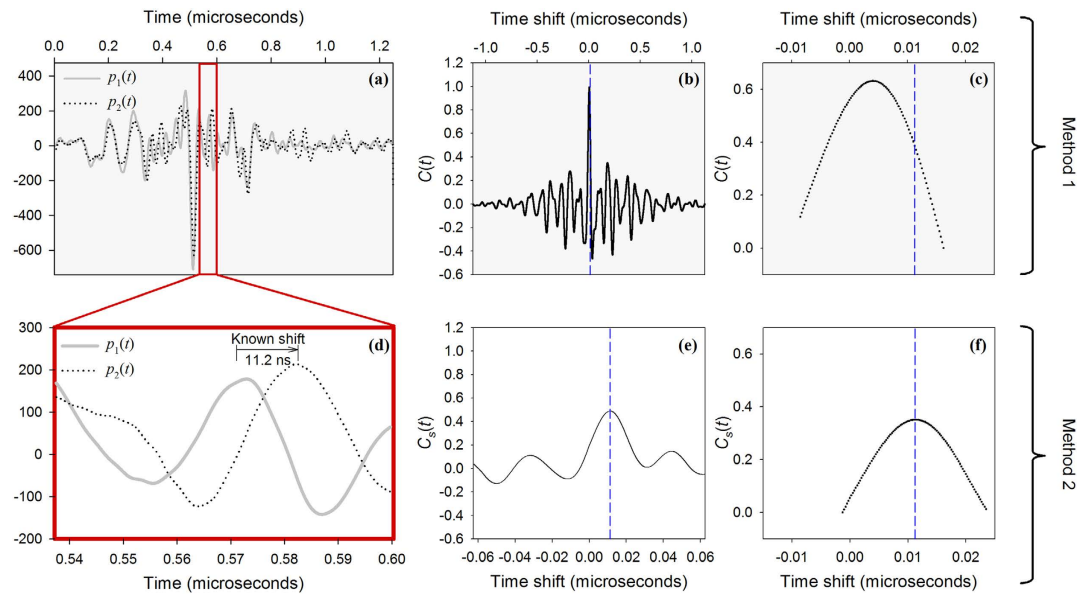 Time (microseconds)
0.0 0.2 0.4 0.6 0.8 1.0 1.2
400
200
0
-200
-400
-600
p1(t)
p2(t)
(a)
Time shift (microseconds)
-1.0 -0.5 0.0 0.5 1.0
1.2
1.0
0.8
0.6
0.4
0.2
0.0
-0.2
-0.4
-0.6
C(t)
(b)
Time shift (microseconds)
-0.01 0.00 0.01 0.02
0.6
0.4
0.2
0.0
C(t)
(c)
Method 1
300
200
100
0
-100
-200
p1(t)
p2(t)
Known shift
11.2 ns
(d)
0.54 0.55 0.56 0.57 0.58 0.59 0.60
Time (microseconds)
1.2
1.0
0.8
0.6
0.4
0.2
0.0
-0.2
-0.4
-0.6
Cs(t)
(e)
-0.06 -0.04 -0.02 0.00 0.02 0.04 0.06
Time shift (microseconds)
0.6
0.4
0.2
0.0
Cs(t)
(f)
-0.01 0.00 0.01 0.02
Time shift (microseconds)
Method 2